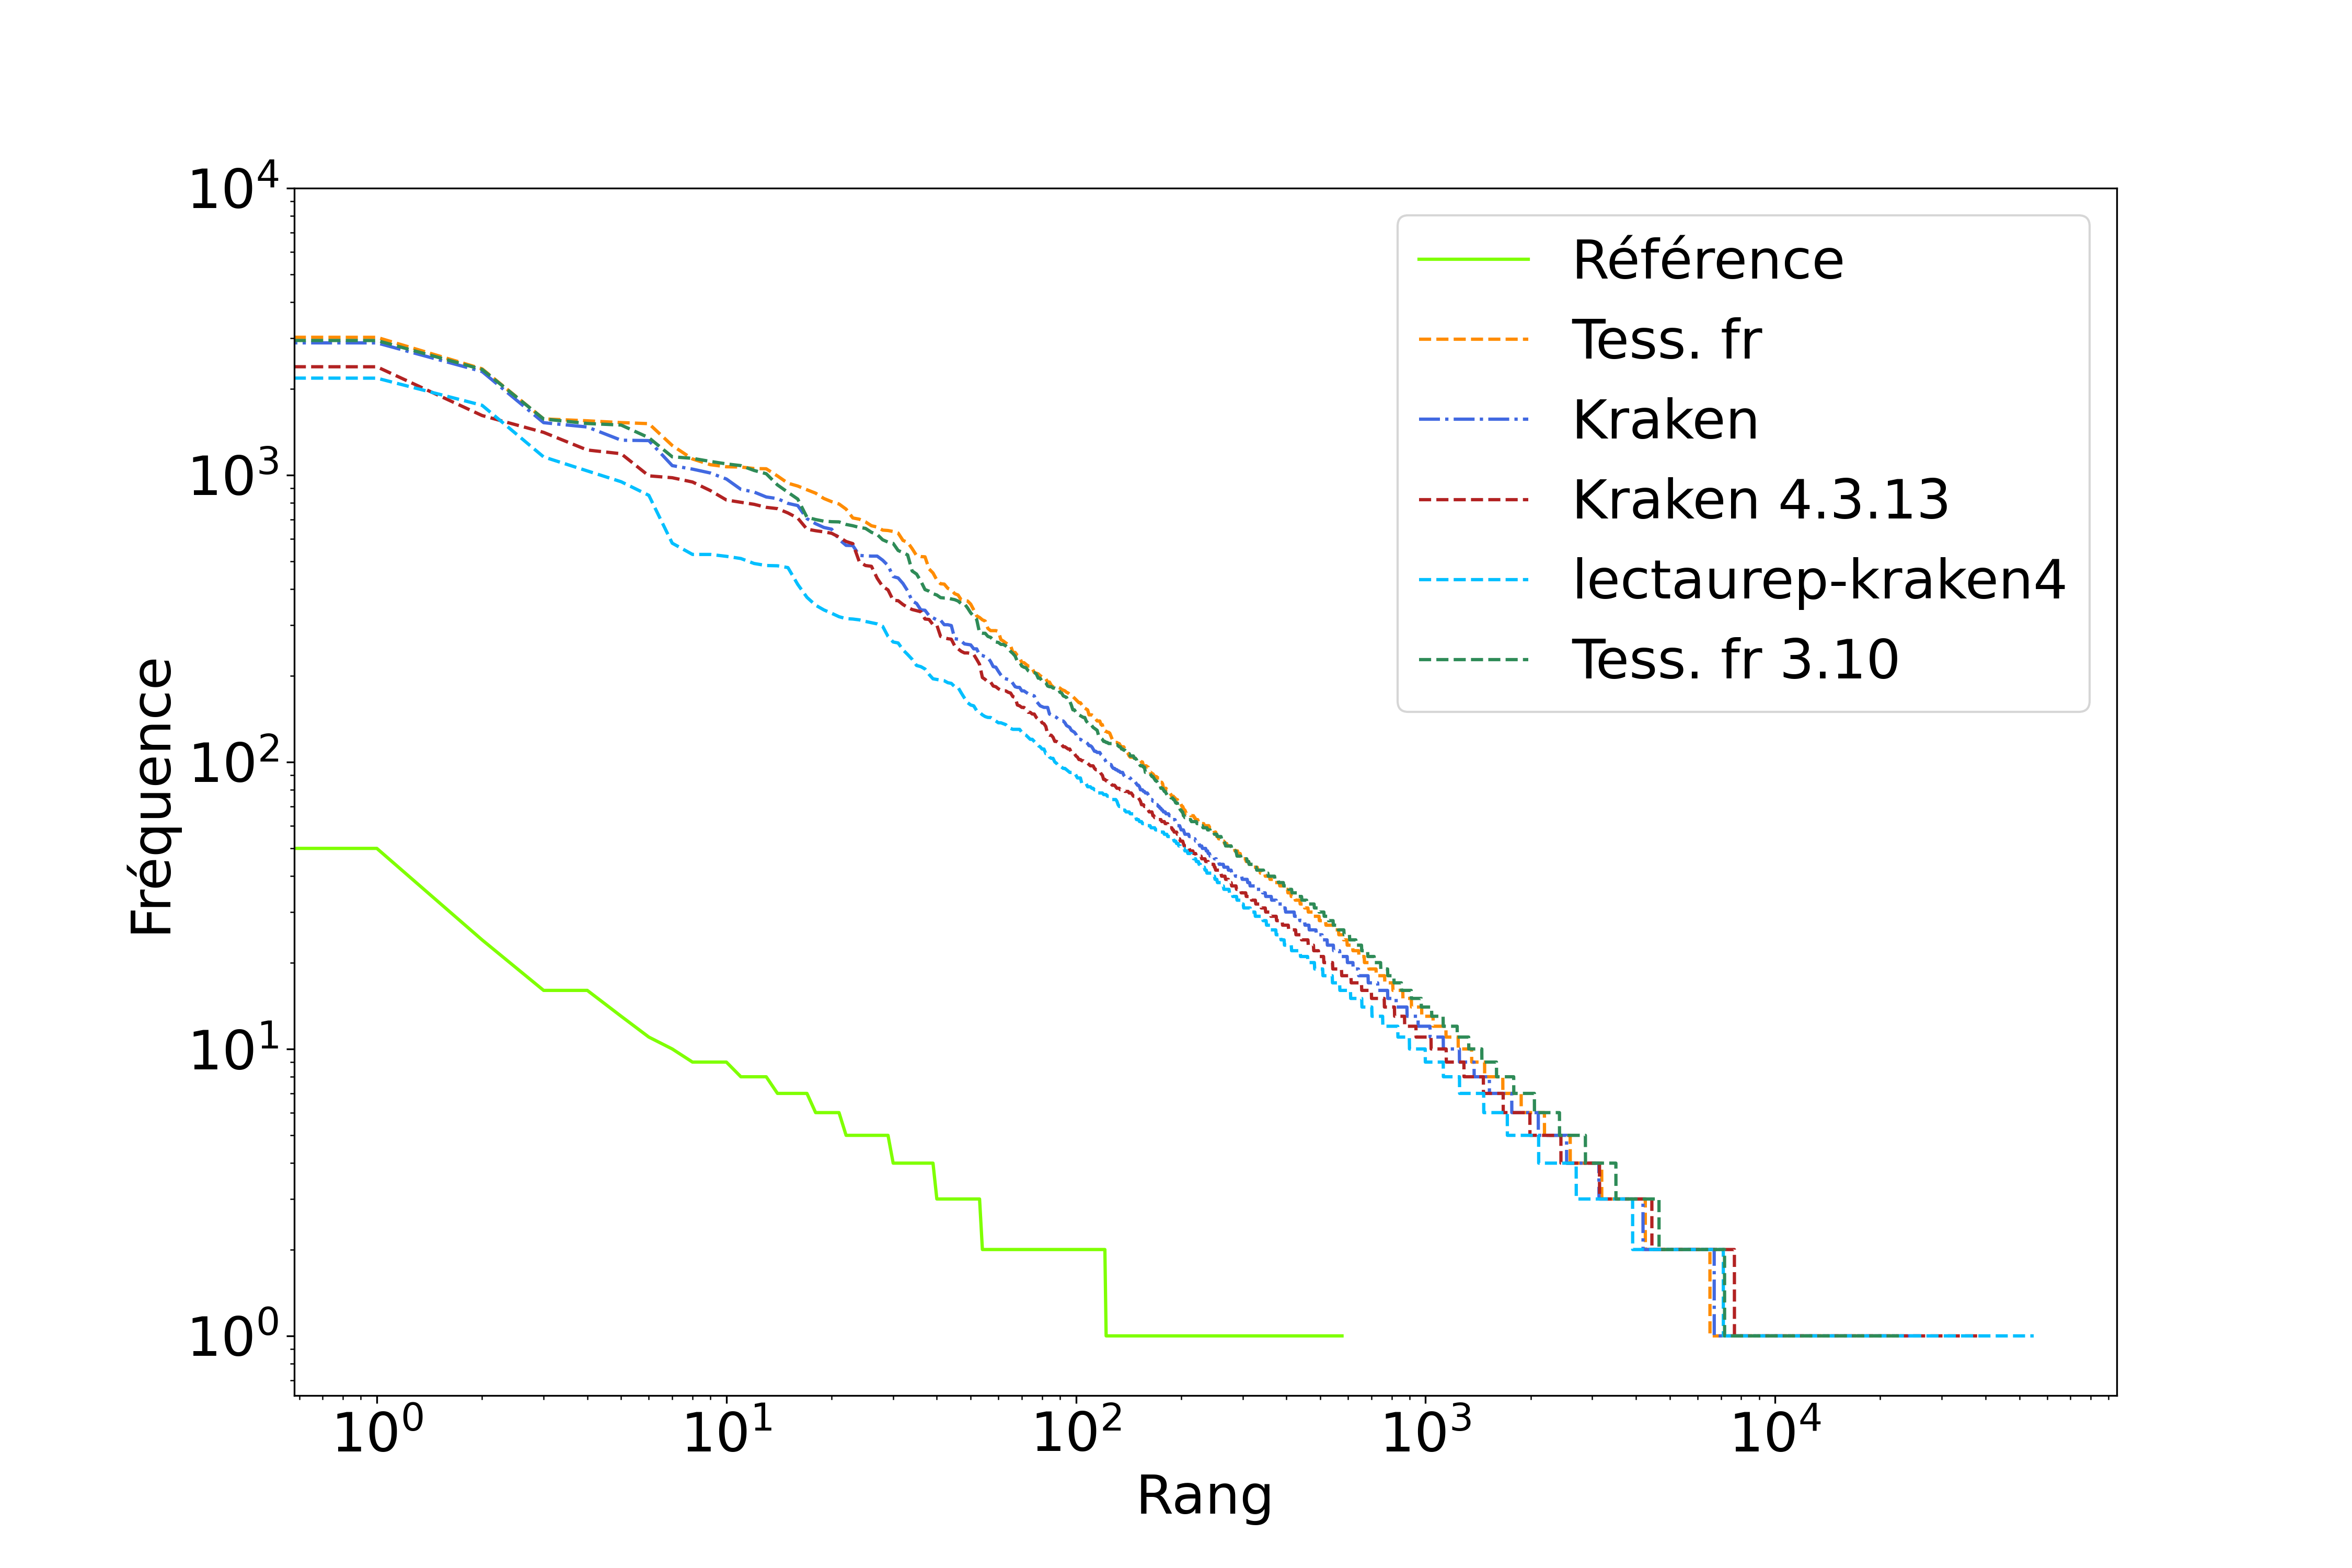 10⁴
10³
10²
10¹
10⁰
Fréquence
10⁰ 10¹ 10² 10³ 10⁴
Rang
Référence
Tess. fr
Kraken
Kraken 4.3.13
lectaurep-kraken4
Tess. fr 3.10